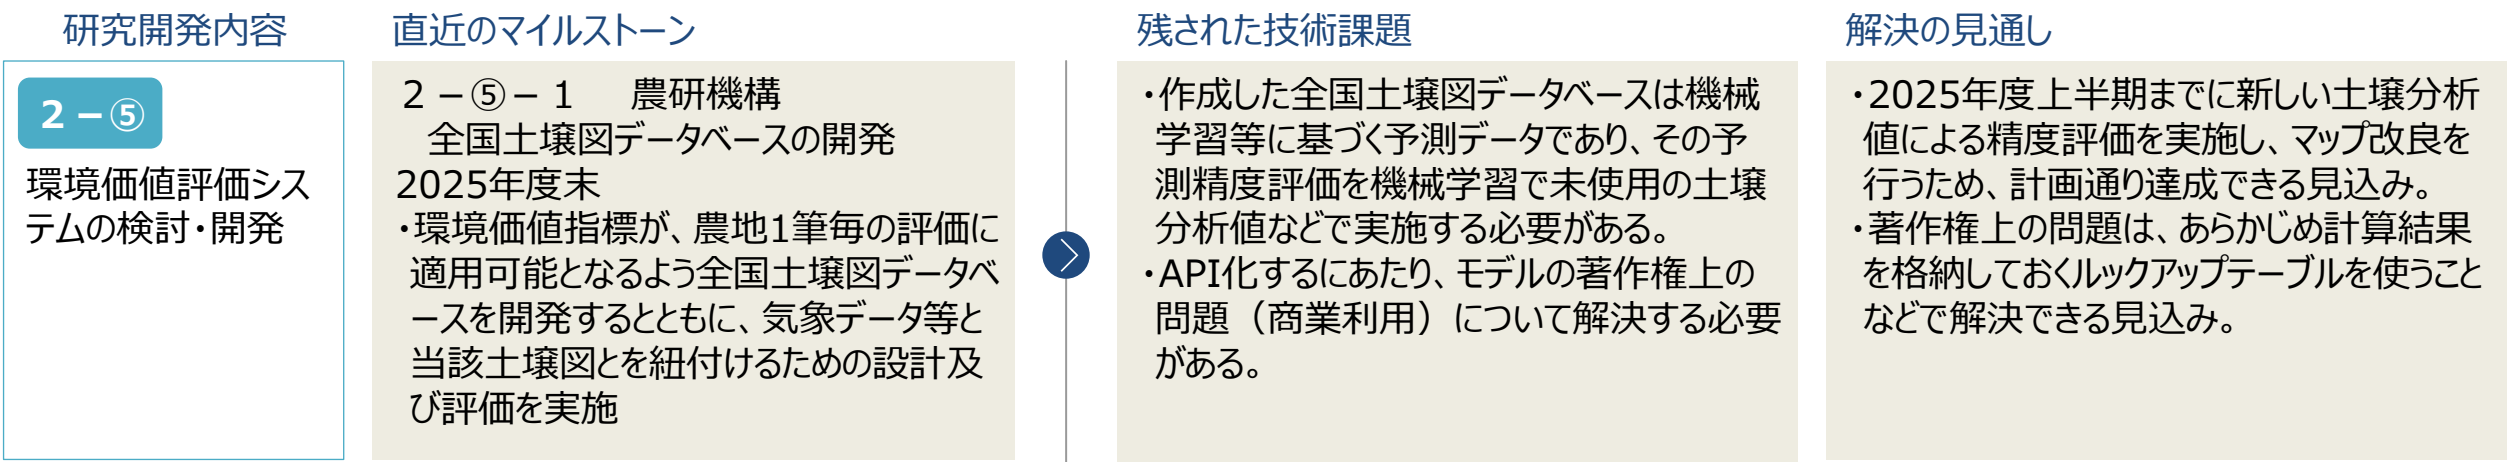 研究開発内容
直近のマイルストーン
残された技術課題
解決の見通し
2－⑤
環境価値評価シス
テムの検討・開発
２－⑤－１　農研機構
全国土壌図データベースの開発
2025年度末
・環境価値指標が、農地1筆毎の評価に
適用可能となるよう全国土壌図データベ
ースを開発するとともに、気象データ等と
当該土壌図とを紐付けるための設計及
び評価を実施
・作成した全国土壌図データベースは機械
学習等に基づく予測データであり、その予
測精度評価を機械学習で未使用の土壌
分析値などで実施する必要がある。
・API化するにあたり、モデルの著作権上の
問題（商業利用）について解決する必要
がある。
・2025年度上半期までに新しい土壌分析
値による精度評価を実施し、マップ改良を
行うため、計画通り達成できる見込み。
・著作権上の問題は、あらかじめ計算結果
を格納しておくルックアップテーブルを使うこと
などで解決できる見込み。